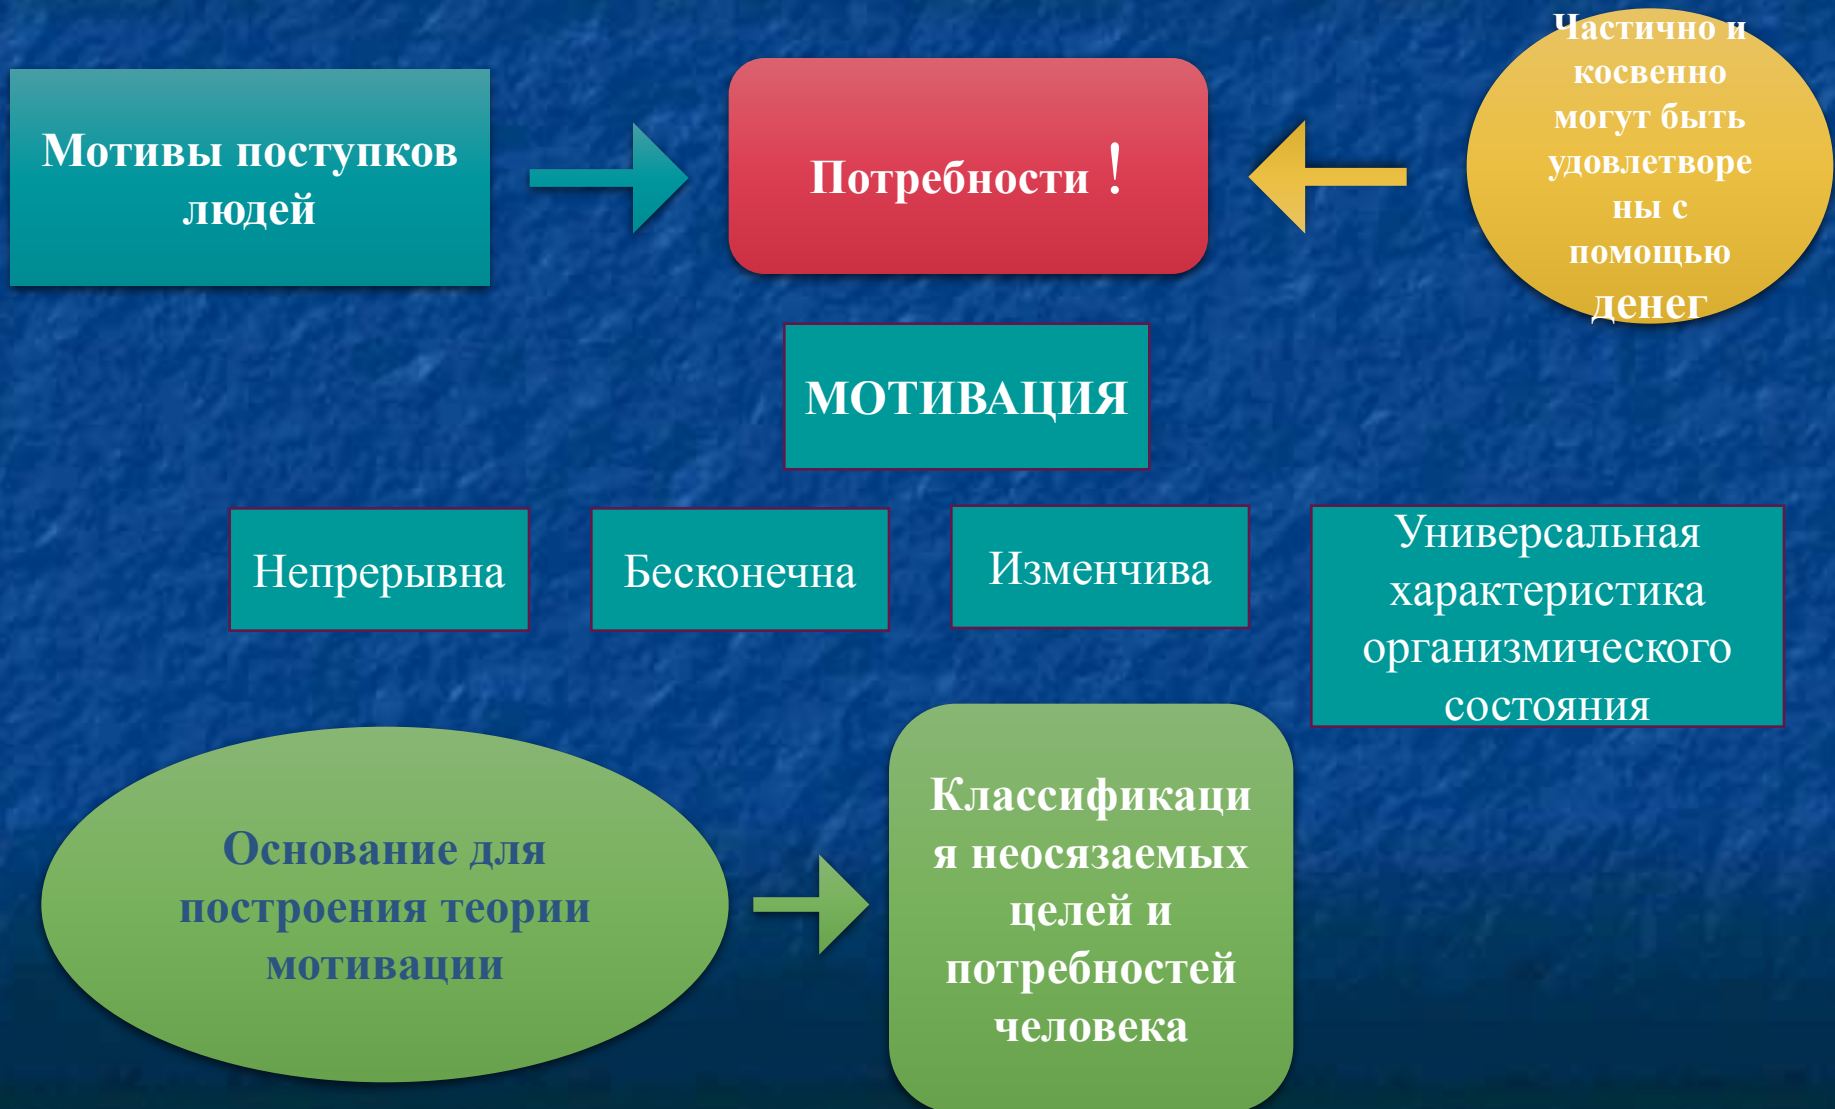 Мотивы поступков
людей
Потребности !
Частично и
косвенно
могут быть
удовлетворе
ны с
помощью
денег
МОТИВАЦИЯ
Непрерывна
Бесконечна
Изменчива
Универсальная
характеристика
организмического
состояния
Основание для
построения теории
мотивации
Классификаци
я неосязаемых
целей и
потребностей
человека